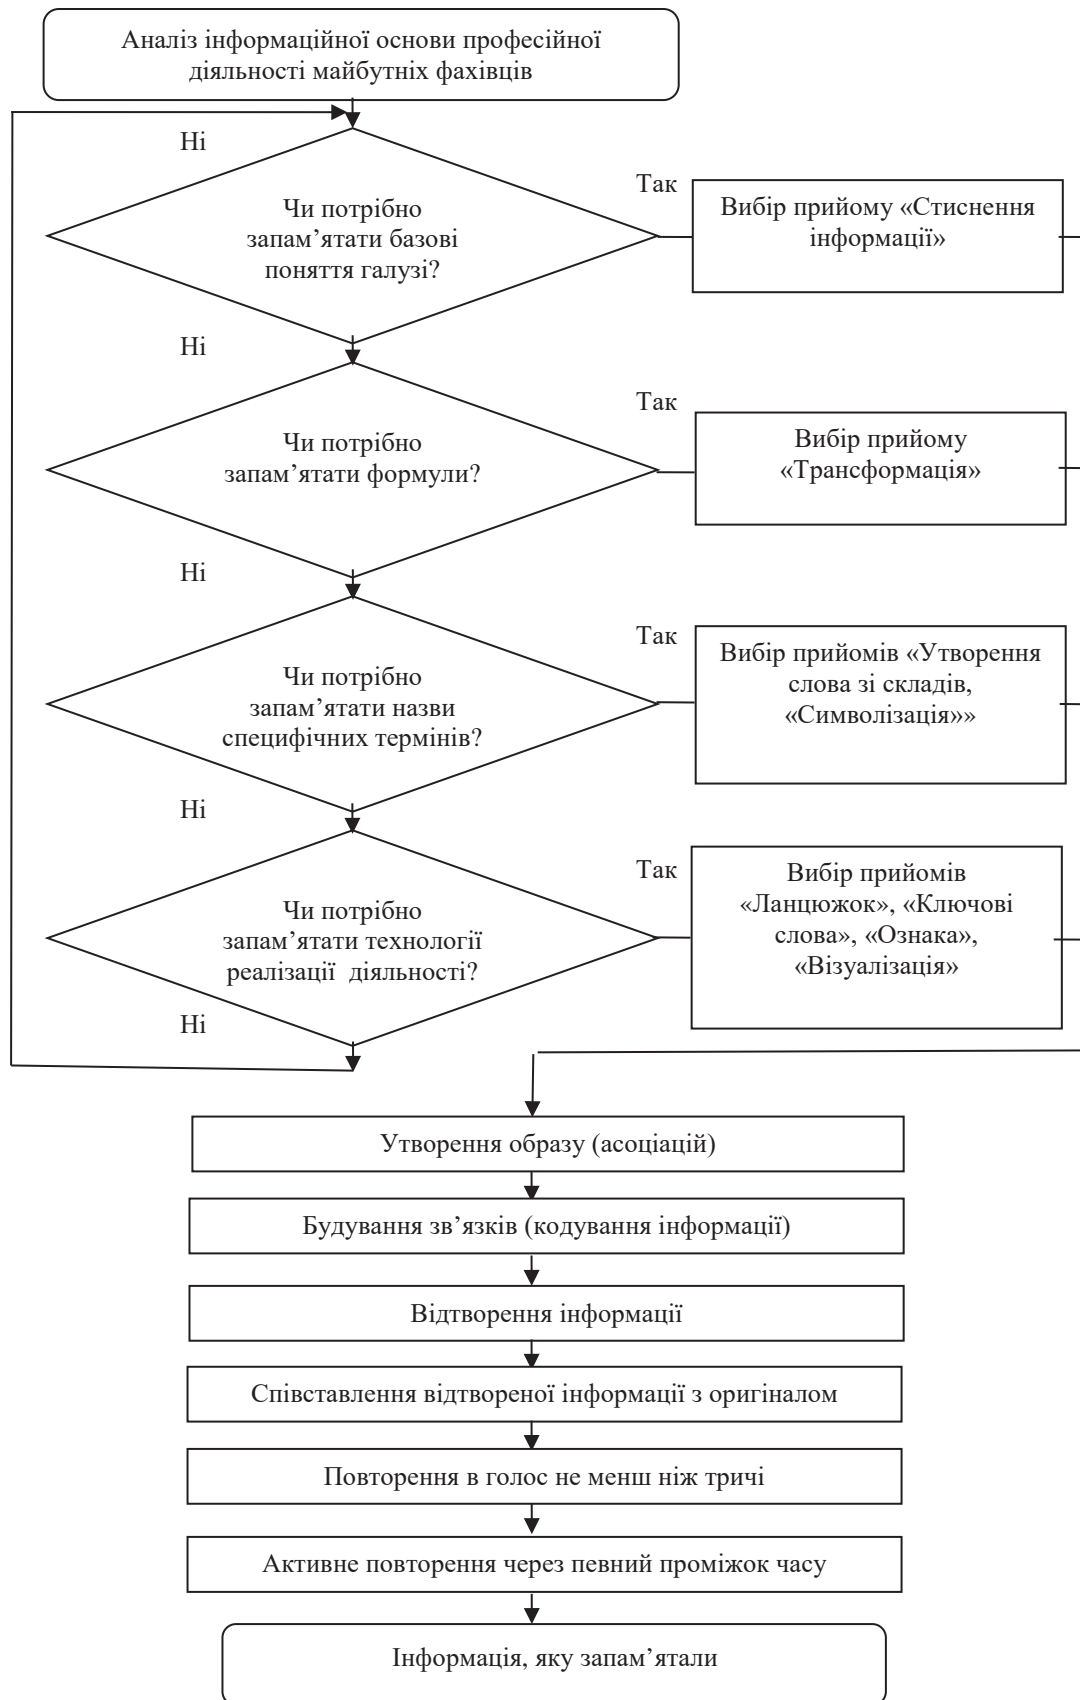 Аналіз інформаційної основи професійної
діяльності майбутніх фахівців
Ні
Чи потрібно
запам’ятати базові
поняття галузі?
Так
Вибір прийому «Стиснення
інформації»
Ні
Чи потрібно
запам’ятати формули?
Так
Вибір прийому
«Трансформація»
Ні
Чи потрібно
запам’ятати назви
специфічних термінів?
Так
Вибір прийомів «Утворення
слова зі складів,
«Символізація»»
Ні
Чи потрібно
запам’ятати технології
реалізації діяльності?
Так
Вибір прийомів
«Ланцюжок», «Ключові
слова», «Ознака»,
«Візуалізація»
Ні
Утворення образу (асоціацій)
Будування зв’язків (кодування інформації)
Відтворення інформації
Співставлення відтвореної інформації з оригіналом
Повторення в голос не менш ніж тричі
Активне повторення через певний проміжок часу
Інформація, яку запам’ятали